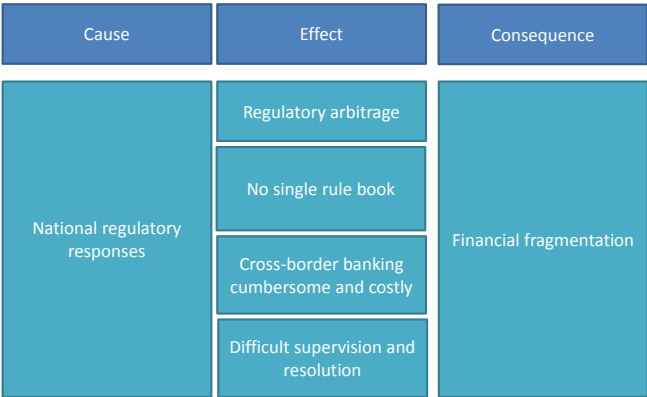 Cause
Effect
Consequence
National regulatory
responses
Regulatory arbitrage
No single rule book
Cross-border banking
cumbersome and costly
Difficult supervision and
resolution
Financial fragmentation